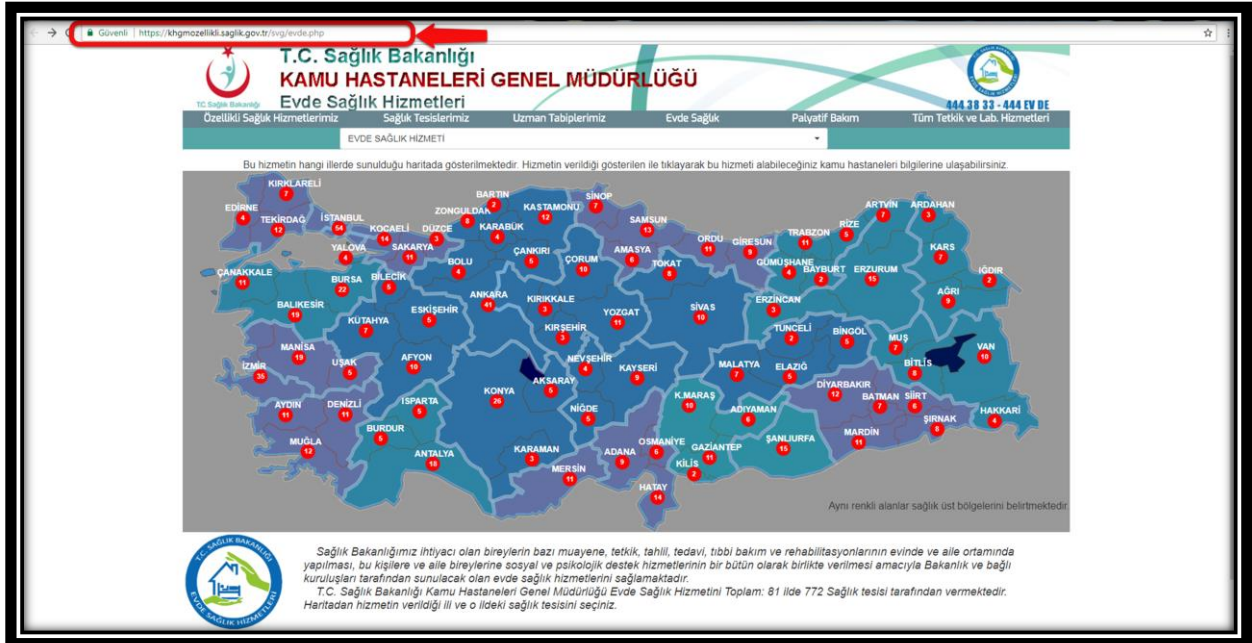 Güvenli | https://khgmozellikli.saglik.gov.tr/svg/evde.php
T.C. Sağlık Bakanlığı
KAMU HASTANELERİ GENEL MÜDÜRLÜĞÜ
Evde Sağlık Hizmetleri
TC Sağlık Bakanlığı
444 38 33 - 444 EV DE
Özellikli Sağlık Hizmetlerimiz Sağlık Tesislerimiz Uzman Tabiplerimiz Evde Sağlık Palyatif Bakım Tüm Tetkik ve Lab. Hizmetleri
EVDE SAĞLIK HİZMETİ
Bu hizmetin hangi illerde sunulduğu haritada gösterilmektedir. Hizmetin verildiği gösterilen ile tıklayarak bu hizmeti alabileceğiniz kamu hastaneleri bilgilerine ulaşabilirsiniz.
KIRKLARELİ
7
EDİRNE
4
TEKİRDAĞ
12
İSTANBUL
54
KOCAELİ
14
YALOVA
4
SAKARYA
11
DÜZCE
3
ZONGULDAK
8
BARTIN
2
KARABÜK
4
KASTAMONU
12
SİNOP
7
SAMSUN
13
ORDU
11
GİRESUN
9
TRABZON
11
RİZE
5
ARTVİN
7
ARDAHAN
3
KARS
7
IĞDIR
2
AĞRI
9
ERZURUM
15
BAYBURT
2
GÜMÜŞHANE
4
ERZİNCAN
3
TOKAT
8
AMASYA
6
ÇORUM
10
ÇANKIRI
5
BOLU
4
BİLECİK
5
BURSA
22
ÇANAKKALE
11
BALIKESİR
19
KÜTAHYA
7
ESKİŞEHİR
5
ANKARA
41
KIRIKKALE
3
KIRŞEHİR
3
YOZGAT
11
SİVAS
10
TUNCELİ
2
BİNGÖL
5
MUŞ
7
BİTLİS
8
VAN
10
HAKKARİ
4
ŞIRNAK
8
SİİRT
6
BATMAN
7
DİYARBAKIR
12
MARDİN
11
ELAZIĞ
5
MALATYA
7
ADIYAMAN
6
ŞANLIURFA
15
K.MARAŞ
10
GAZİANTEP
11
KİLİS
2
OSMANİYE
6
HATAY
14
ADANA
9
MERSİN
11
KARAMAN
3
NİĞDE
5
KAYSERİ
9
NEVŞEHİR
4
AKSARAY
5
KONYA
26
AFYON
10
ISPARTA
5
BURDUR
5
ANTALYA
18
UŞAK
5
MANİSA
19
İZMİR
35
AYDIN
11
DENİZLİ
11
MUĞLA
12
Aynı renkli alanlar sağlık üst bölgelerini belirtmektedir.
T.C. SAĞLIK BAKANLIĞI
EVDE SAĞLIK HİZMETLERİ
Sağlık Bakanlığımız ihtiyacı olan bireylerin bazı muayene, tetkik, tahlil, tedavi, tıbbi bakım ve rehabilitasyonlarının evinde ve aile ortamında
yapılması, bu kişilere ve aile bireylerine sosyal ve psikolojik destek hizmetlerinin bir bütün olarak birlikte verilmesi amacıyla Bakanlık ve bağlı
kuruluşları tarafından sunulacak olan evde sağlık hizmetlerini sağlamaktadır.
T.C. Sağlık Bakanlığı Kamu Hastaneleri Genel Müdürlüğü Evde Sağlık Hizmetini Toplam: 81 ilde 772 Sağlık tesisi tarafından vermektedir.
Haritadan hizmetin verildiği ili ve o ildeki sağlık tesisini seçiniz.